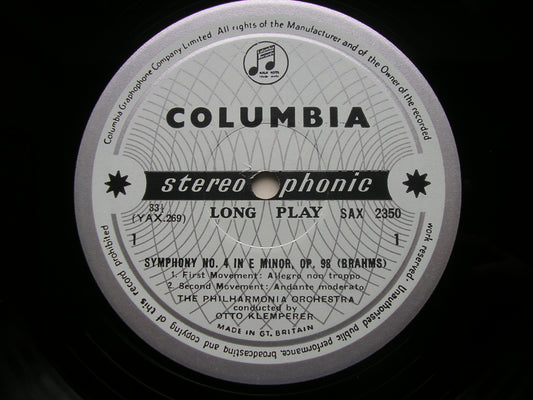 Columbia Graphophone Company Limited. All rights of the Manufacturer and of the Owner of the recorded work reserved. Unauthorised public performance, broadcasting and copying of this record prohibited
COLUMBIA
stereophonic
33⅓ LONG PLAY SAX 2350
(YAX.269)
1 1
SYMPHONY NO. 4 IN E MINOR, OP. 98 (BRAHMS)
1. First Movement: Allegro non troppo
2. Second Movement: Andante moderato
THE PHILHARMONIA ORCHESTRA
conducted by
OTTO KLEMPERER
MADE IN GT. BRITAIN